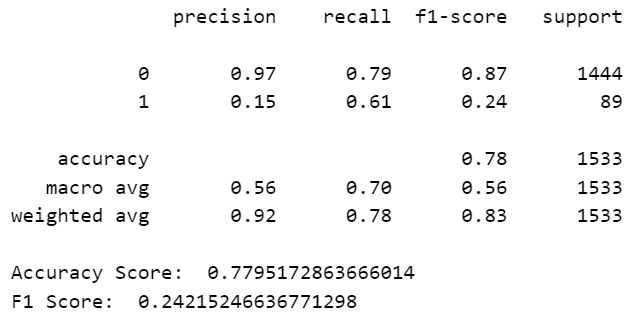 precision recall f1-score support
0 0.97 0.79 0.87 1444
1 0.15 0.61 0.24 89
accuracy 0.78 1533
macro avg 0.56 0.70 0.56 1533
weighted avg 0.92 0.78 0.83 1533
Accuracy Score: 0.7795172863666014
F1 Score: 0.24215246636771298